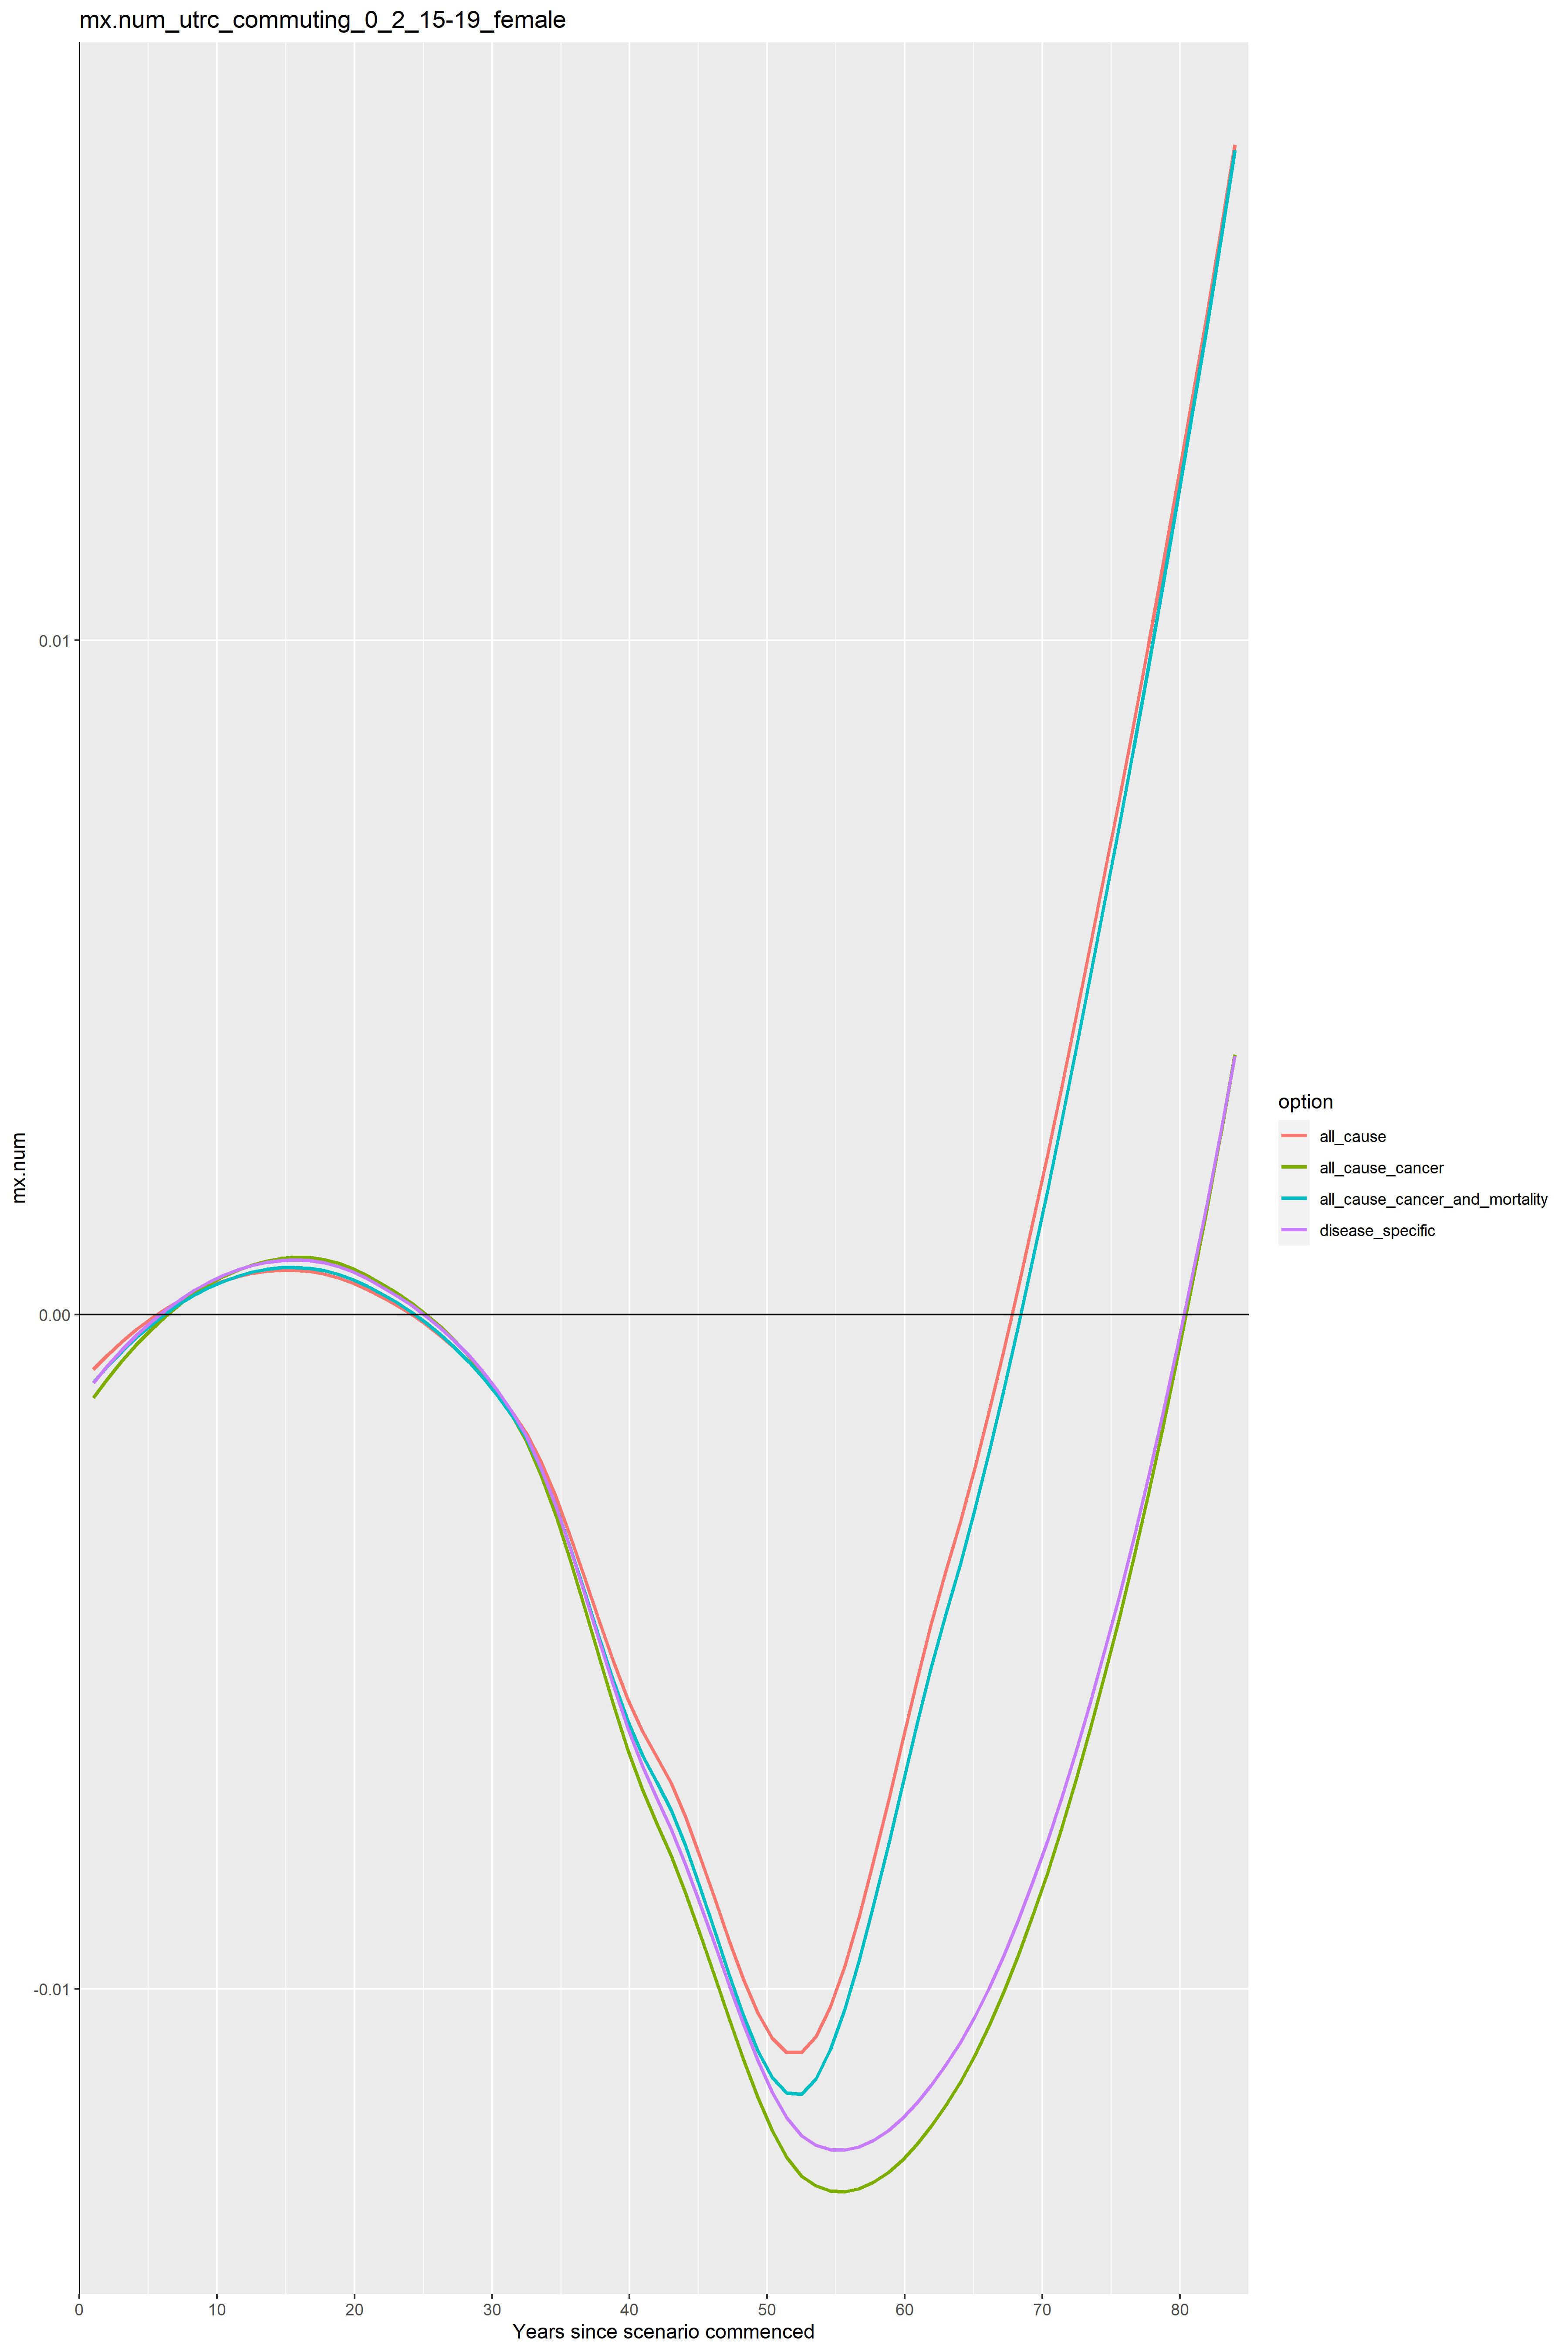 mx.num_utrc_commuting_0_2_15-19_female
mx.num
0.01
0.00
-0.01
0 10 20 30 40 50 60 70 80
Years since scenario commenced
option
all_cause
all_cause_cancer
all_cause_cancer_and_mortality
disease_specific